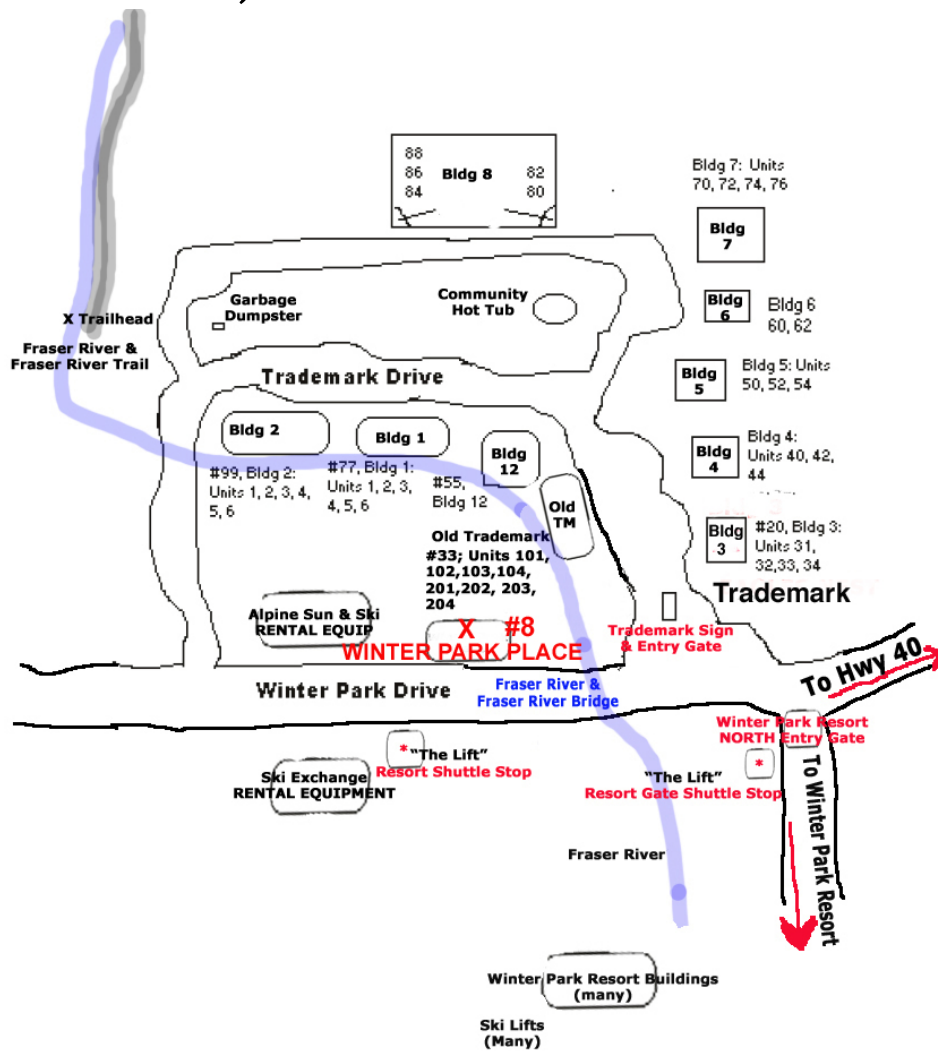 88
86
84
Bldg 8
82
80
Bldg 7: Units
70, 72, 74, 76
Bldg
7
Garbage
Dumpster
Community
Hot Tub
Bldg
6
Bldg 6
60, 62
X Trailhead
Fraser River &
Fraser River Trail
Trademark Drive
Bldg
5
Bldg 5: Units
50, 52, 54
Bldg 2
Bldg 1
Bldg
12
Bldg
4
Bldg 4:
Units 40, 42,
44
#99, Bldg 2:
Units 1, 2, 3, 4,
5, 6
#77, Bldg 1:
Units 1, 2, 3,
4, 5, 6
#55,
Bldg 12
Old
TM
Bldg
3
#20, Bldg 3:
Units 31,
32,33, 34
Old Trademark
#33; Units 101,
102,103,104,
201,202, 203,
204
Trademark
Alpine Sun & Ski
RENTAL EQUIP
X #8
WINTER PARK PLACE
Trademark Sign
& Entry Gate
Winter Park Drive
Fraser River &
Fraser River Bridge
To Hwy 40
Winter Park Resort
NORTH Entry Gate
* "The Lift"
Resort Shuttle Stop
*
"The Lift"
Resort Gate Shuttle Stop
Ski Exchange
RENTAL EQUIPMENT
To Winter Park Resort
Fraser River
Winter Park Resort Buildings
(many)
Ski Lifts
(Many)